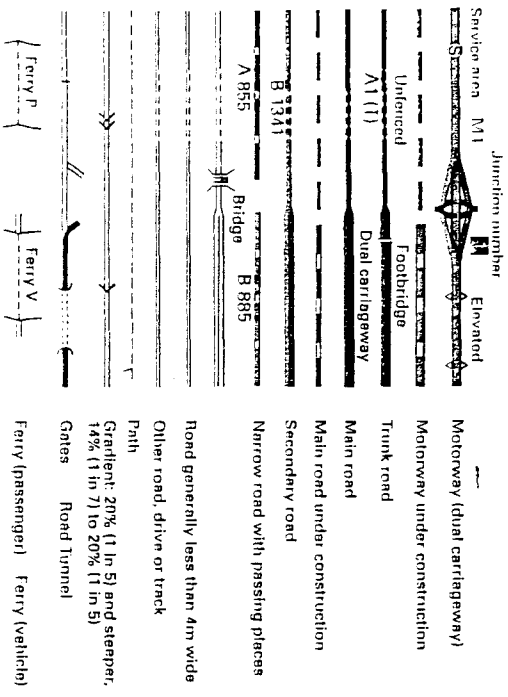 Service area M1 Junction number Elevated
Motorway (dual carriageway)
Motorway under construction
Unfenced Footbridge
A1 (T) Dual carriageway
Trunk road
Main road
Main road under construction
B 1341
Secondary road
A 855 B 885
Narrow road with passing places
Bridge
Road generally less than 4m wide
Other road, drive or track
Path
Gradient: 20% (1 in 5) and steeper,
14% (1 in 7) to 20% (1 in 5)
Gates Road Tunnel
Ferry P Ferry V
Ferry (passenger) Ferry (vehicle)